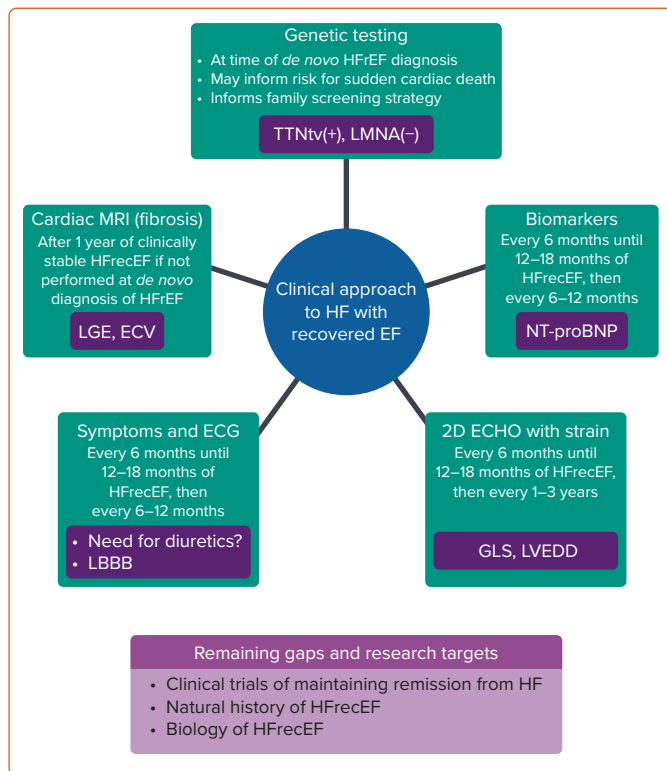 Genetic testing
• At time of de novo HFrEF diagnosis
• May inform risk for sudden cardiac death
• Informs family screening strategy
TTNtv(+), LMNA(−)
Cardiac MRI (fibrosis)
After 1 year of clinically
stable HFrecEF if not
performed at de novo
diagnosis of HFrEF
LGE, ECV
Clinical approach
to HF with
recovered EF
Biomarkers
Every 6 months until
12–18 months of
HFrecEF, then
every 6–12 months
NT-proBNP
Symptoms and ECG
Every 6 months until
12–18 months of
HFrecEF, then
every 6–12 months
• Need for diuretics?
• LBBB
2D ECHO with strain
Every 6 months until
12–18 months of HFrecEF,
then every 1–3 years
GLS, LVEDD
Remaining gaps and research targets
• Clinical trials of maintaining remission from HF
• Natural history of HFrecEF
• Biology of HFrecEF